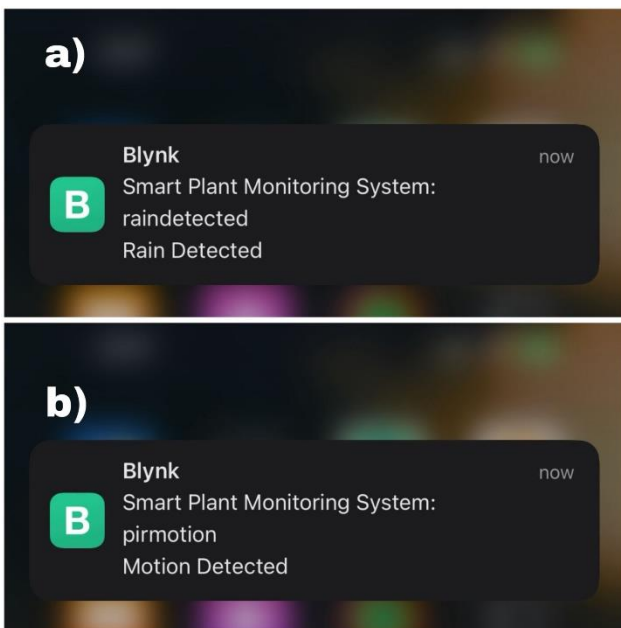 a)
Blynk
now
B
Smart Plant Monitoring System:
raindetected
Rain Detected
b)
Blynk
now
B
Smart Plant Monitoring System:
pirmotion
Motion Detected